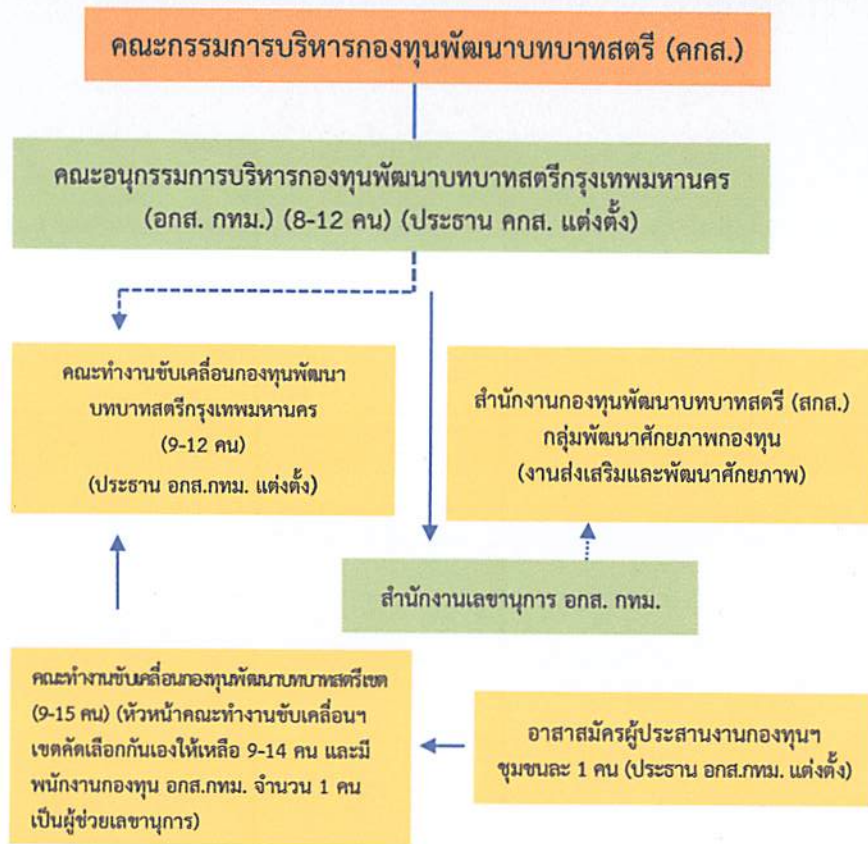 คณะกรรมการบริหารกองทุนพัฒนาบทบาทสตรี (คกส.)
คณะอนุกรรมการบริหารกองทุนพัฒนาบทบาทสตรีกรุงเทพมหานคร
(อกส. กทม.) (8-12 คน) (ประธาน คกส. แต่งตั้ง)
คณะทำงานขับเคลื่อนกองทุนพัฒนา
บทบาทสตรีกรุงเทพมหานคร
(9-12 คน)
(ประธาน อกส.กทม. แต่งตั้ง)
สำนักงานกองทุนพัฒนาบทบาทสตรี (สกส.)
กลุ่มพัฒนาศักยภาพกองทุน
(งานส่งเสริมและพัฒนาศักยภาพ)
สำนักงานเลขานุการ อกส. กทม.
คณะทำงานขับเคลื่อนกองทุนพัฒนาบทบาทสตรีเขต
(9-15 คน) (หัวหน้าคณะทำงานขับเคลื่อนฯ
เขตคัดเลือกกันเองให้เหลือ 9-14 คน และมี
พนักงานกองทุน อกส.กทม. จำนวน 1 คน
เป็นผู้ช่วยเลขานุการ)
อาสาสมัครผู้ประสานงานกองทุนฯ
ชุมชนละ 1 คน (ประธาน อกส.กทม. แต่งตั้ง)